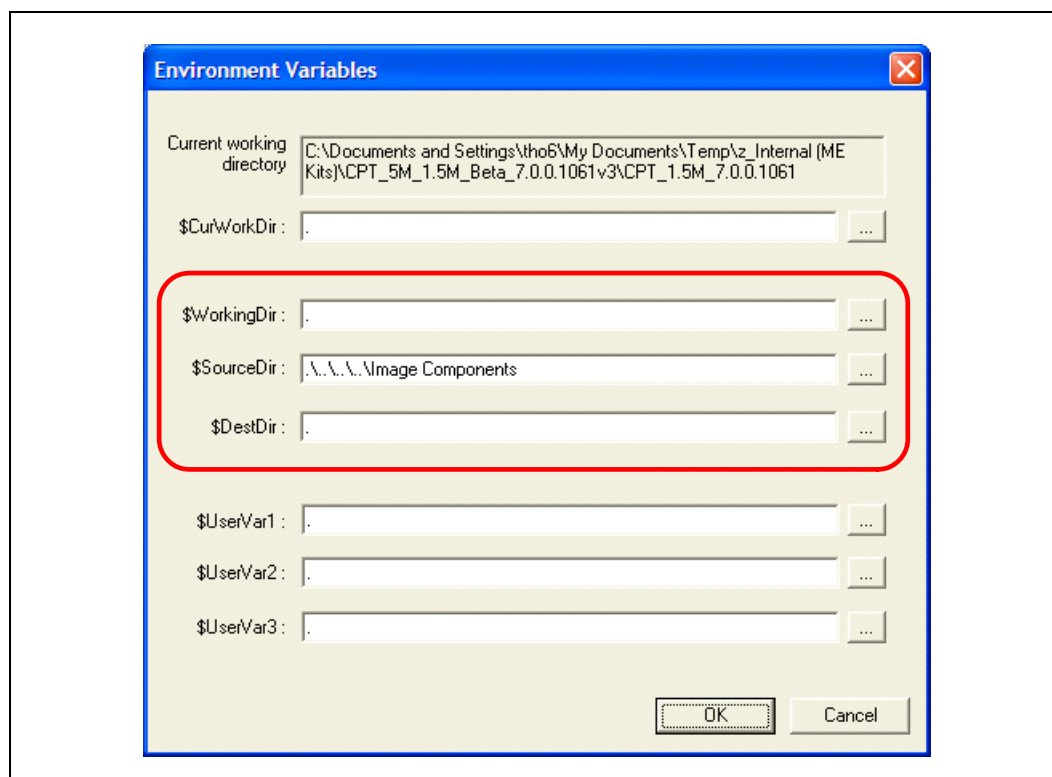 Environment Variables
Current working
directory
C:\Documents and Settings\tho6\My Documents\Temp\z_Internal (ME
Kits)\CPT_5M_1.5M_Beta_7.0.0.1061v3\CPT_1.5M_7.0.0.1061
$CurWorkDir : . ...
$WorkingDir : . ...
$SourceDir : .\..\..\..\Image Components ...
$DestDir : . ...
$UserVar1 : . ...
$UserVar2 : . ...
$UserVar3 : . ...
OK Cancel